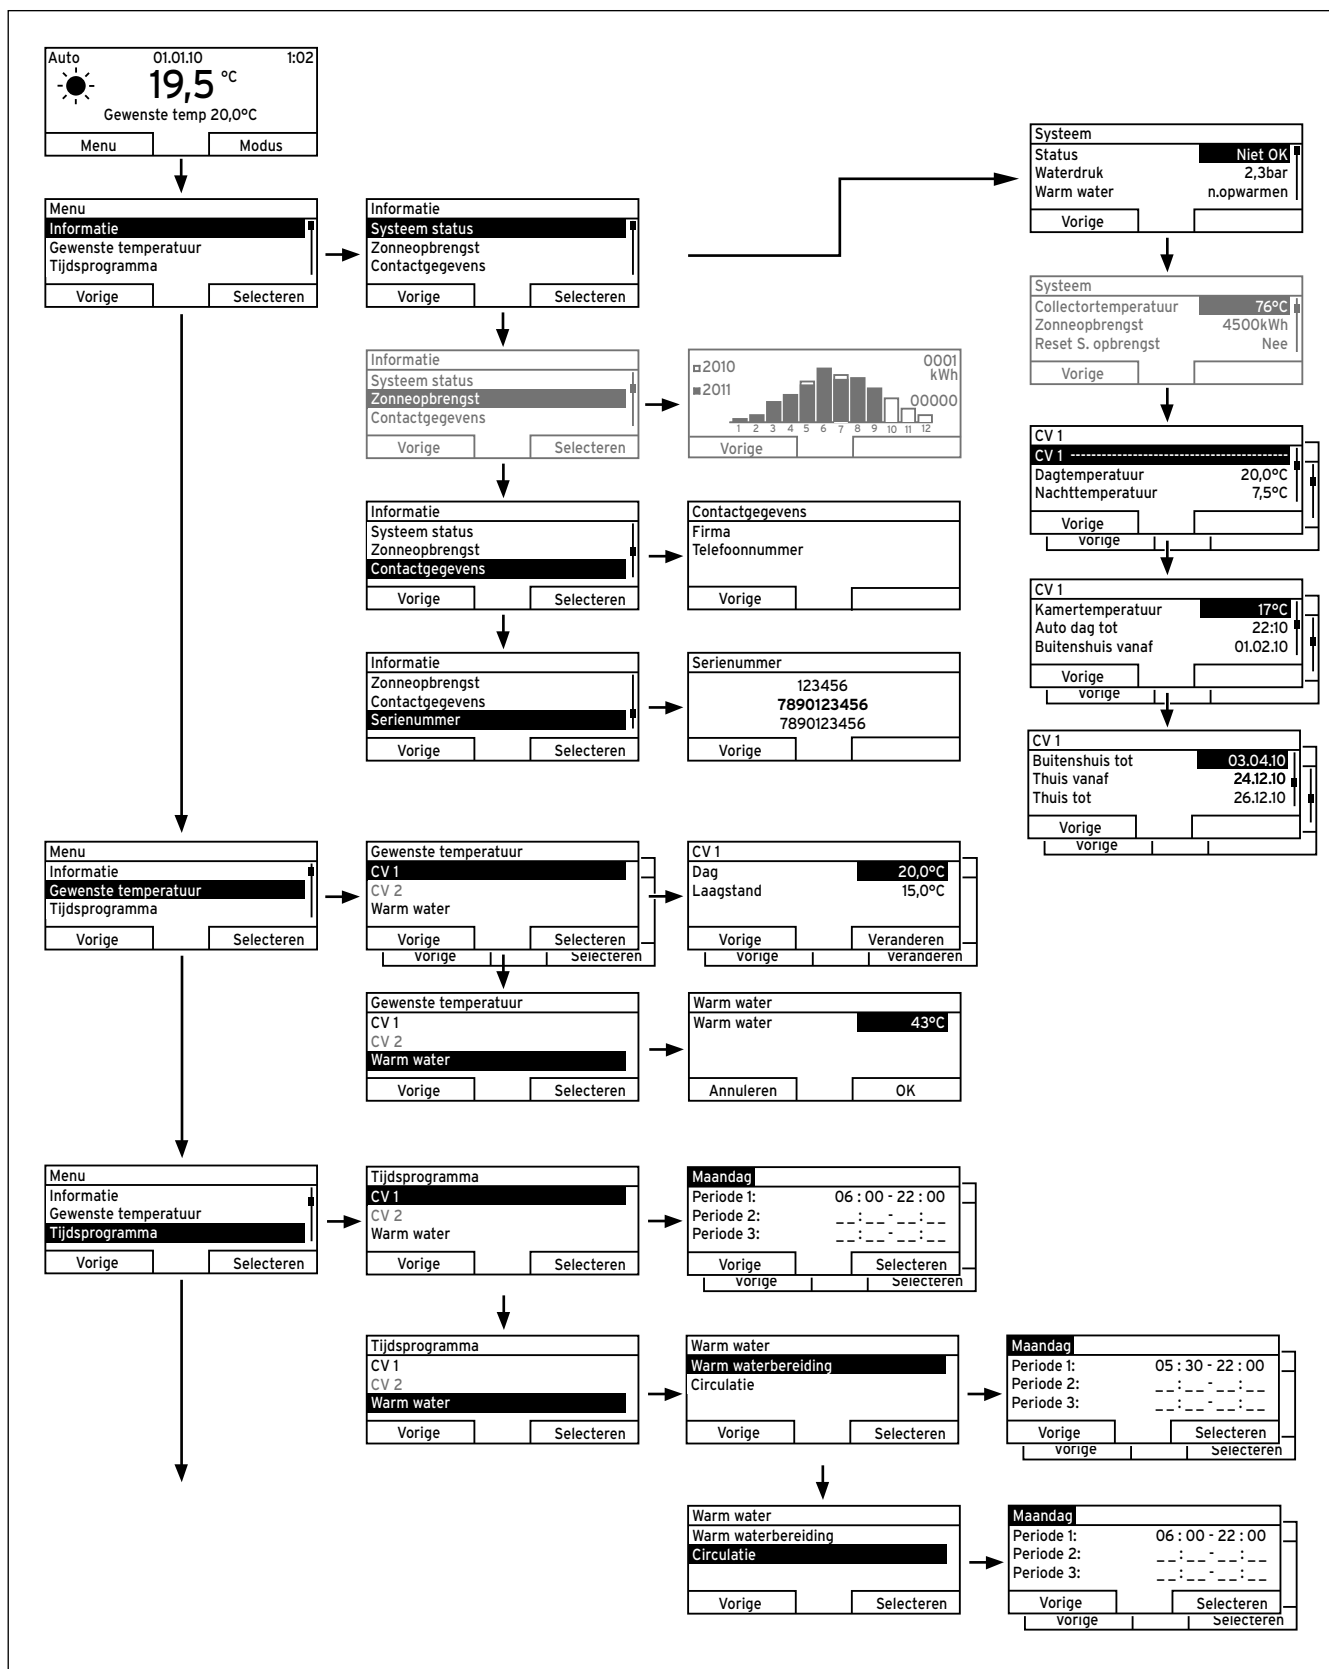 Auto 01.01.10 1:02
19,5 °C
Gewenste temp 20,0°C
Menu Modus
Menu
Informatie
Gewenste temperatuur
Tijdsprogramma
Vorige Selecteren
Informatie
Systeem status
Zonneopbrengst
Contactgegevens
Vorige Selecteren
Systeem
Status Niet OK
Waterdruk 2,3bar
Warm water n.opwarmen
Vorige
Systeem
Collectortemperatuur 76°C
Zonneopbrengst 4500kWh
Reset S. opbrengst Nee
Vorige
CV 1
CV 1 ----------------------------------------
Dagtemperatuur 20,0°C
Nachttemperatuur 7,5°C
Vorige
Vorige
CV 1
Kamertemperatuur 17°C
Auto dag tot 22:10
Buitenshuis vanaf 01.02.10
Vorige
Vorige
CV 1
Buitenshuis tot 03.04.10
Thuis vanaf 24.12.10
Thuis tot 26.12.10
Vorige
Vorige
Informatie
Systeem status
Zonneopbrengst
Contactgegevens
Vorige Selecteren
2010 0001
kWh
2011 00000
1 2 3 4 5 6 7 8 9 10 11 12
Vorige
Informatie
Systeem status
Zonneopbrengst
Contactgegevens
Vorige Selecteren
Contactgegevens
Firma
Telefoonnummer
Vorige
Informatie
Zonneopbrengst
Contactgegevens
Serienummer
Vorige Selecteren
Serienummer
123456
7890123456
7890123456
Vorige
Menu
Informatie
Gewenste temperatuur
Tijdsprogramma
Vorige Selecteren
Gewenste temperatuur
CV 1
CV 2
Warm water
Vorige Selecteren
Vorige Selecteren
CV 1
Dag 20,0°C
Laagstand 15,0°C
Vorige Veranderen
Vorige Veranderen
Gewenste temperatuur
CV 1
CV 2
Warm water
Vorige Selecteren
Warm water
Warm water 43°C
Annuleren OK
Menu
Informatie
Gewenste temperatuur
Tijdsprogramma
Vorige Selecteren
Tijdsprogramma
CV 1
CV 2
Warm water
Vorige Selecteren
Maandag
Periode 1: 06 : 00 - 22 : 00
Periode 2: _ _ : _ _ - _ _ : _ _
Periode 3: _ _ : _ _ - _ _ : _ _
Vorige Selecteren
Vorige Selecteren
Tijdsprogramma
CV 1
CV 2
Warm water
Vorige Selecteren
Warm water
Warm waterbereiding
Circulatie
Vorige Selecteren
Maandag
Periode 1: 05 : 30 - 22 : 00
Periode 2: _ _ : _ _ - _ _ : _ _
Periode 3: _ _ : _ _ - _ _ : _ _
Vorige Selecteren
Vorige Selecteren
Warm water
Warm waterbereiding
Circulatie
Vorige Selecteren
Maandag
Periode 1: 06 : 00 - 22 : 00
Periode 2: _ _ : _ _ - _ _ : _ _
Periode 3: _ _ : _ _ - _ _ : _ _
Vorige Selecteren
Vorige Selecteren